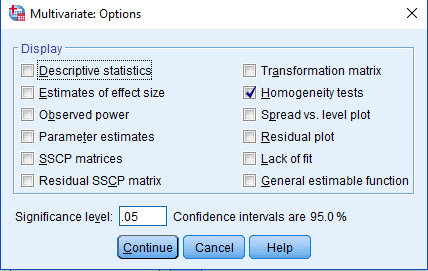 Multivariate: Options
Display
Descriptive statistics
Transformation matrix
Estimates of effect size
Homogeneity tests
Observed power
Spread vs. level plot
Parameter estimates
Residual plot
SSCP matrices
Lack of fit
Residual SSCP matrix
General estimable function
Significance level: .05 Confidence intervals are 95.0 %
Continue Cancel Help